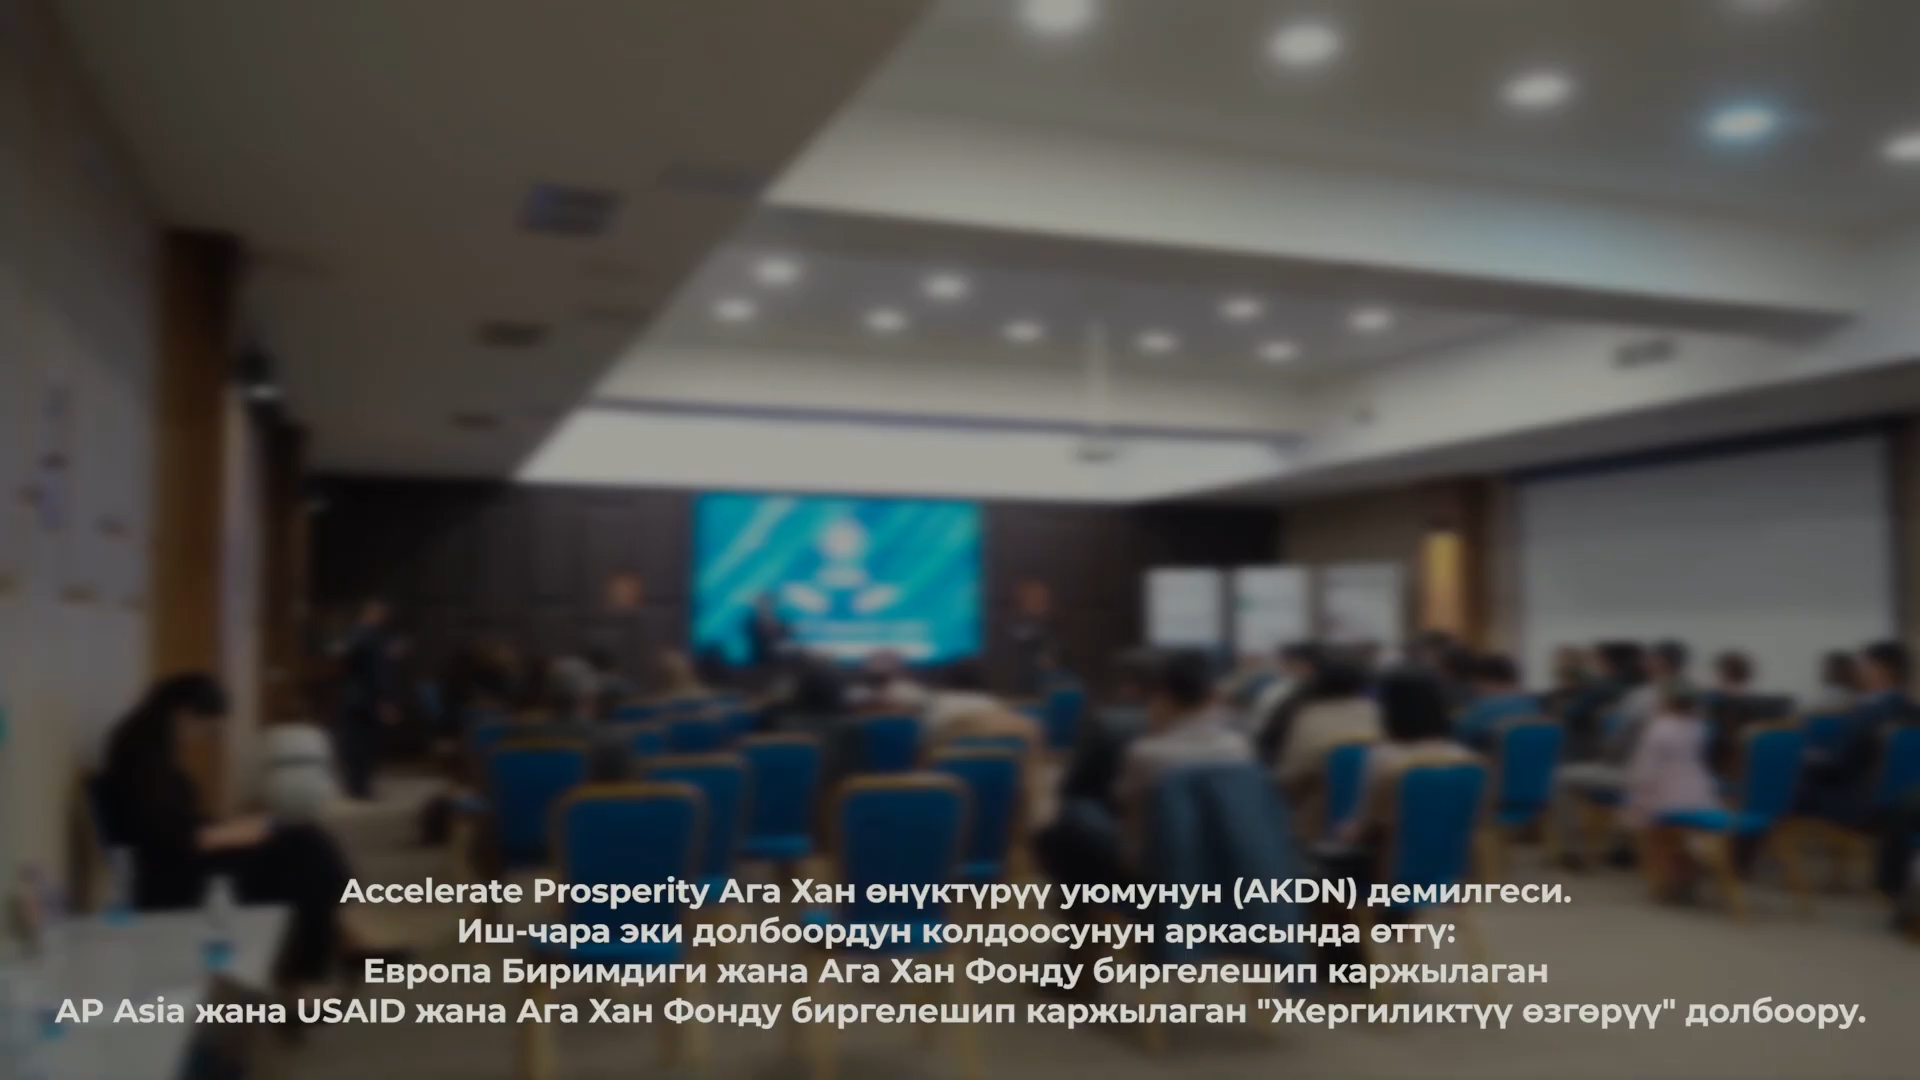 Accelerate Prosperity Ага Хан өнүктүрүү уюмунун (AKDN) демилгеси.
Иш-чара эки долбоордун колдоосунун аркасында өттү:
Европа Биримдиги жана Ага Хан Фонду биргелешип каржылаган
AP Asia жана USAID жана Ага Хан Фонду биргелешип каржылаган "Жергиликтүү өзгөрүү" долбоору.